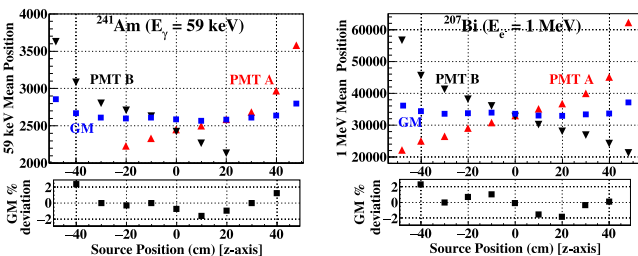 ²⁴¹Am (Eγ = 59 keV)
59 keV Mean Position
4000
3500
3000
2500
2000
PMT B
PMT A
GM
GM %
deviation
2
0
−2
−40 −20 0 20 40
Source Position (cm) [z-axis]
²⁰⁷Bi (Ee- = 1 MeV)
1 MeV Mean Position
60000
50000
40000
30000
20000
PMT B
PMT A
GM
GM %
deviation
2
0
−2
−40 −20 0 20 40
Source Position (cm) [z-axis]